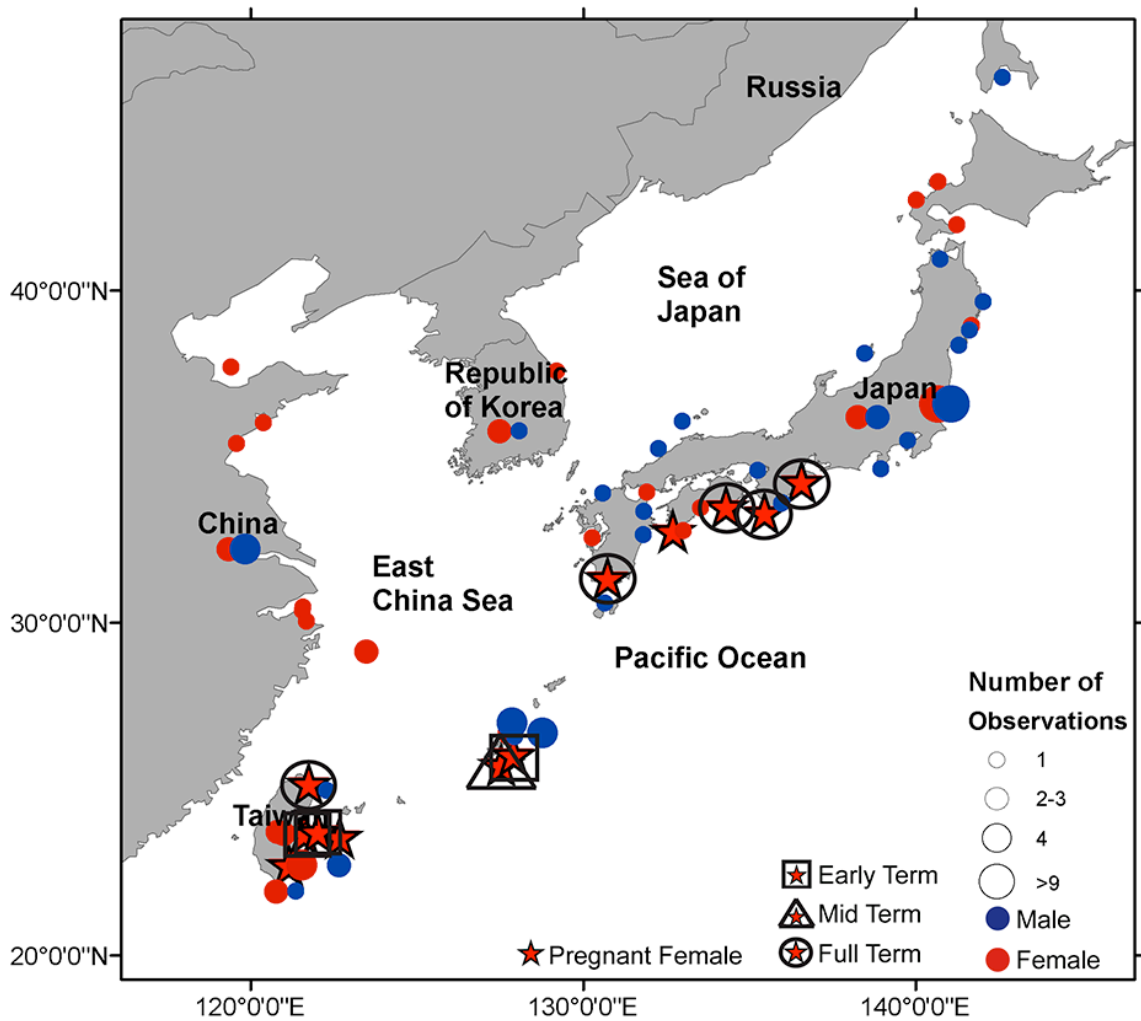 Russia
40°0'0"N
Sea of
Japan
Republic
of Korea
Japan
China
East
China Sea
30°0'0"N
Pacific Ocean
Number of
Observations
1
2-3
4
>9
Taiwan
Early Term
Mid Term
Full Term
Pregnant Female
Male
Female
20°0'0"N
120°0'0"E
130°0'0"E
140°0'0"E